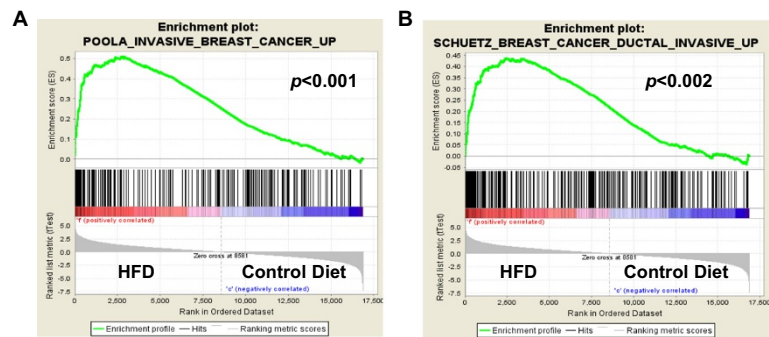 A
Enrichment plot:
POOLA_INVASIVE_BREAST_CANCER_UP
p<0.001
Enrichment score (ES)
0.5
0.4
0.3
0.2
0.1
0.0
'f' (positively correlated)
Ranked list metric (tTest)
5.0
2.5
0.0
-2.5
-5.0
-7.5
Zero cross at 8581
HFD
Control Diet
'c' (negatively correlated)
0 2,500 5,000 7,500 10,000 12,500 15,000 17,500
Rank in Ordered Dataset
Enrichment profile Hits Ranking metric scores
B
Enrichment plot:
SCHUETZ_BREAST_CANCER_DUCTAL_INVASIVE_UP
p<0.002
Enrichment score (ES)
0.45
0.40
0.35
0.30
0.25
0.20
0.15
0.10
0.05
0.00
-0.05
'f' (positively correlated)
Ranked list metric (tTest)
5.0
2.5
0.0
-2.5
-5.0
-7.5
Zero cross at 8581
HFD
Control Diet
'c' (negatively correlated)
0 2,500 5,000 7,500 10,000 12,500 15,000 17,500
Rank in Ordered Dataset
Enrichment profile Hits Ranking metric scores